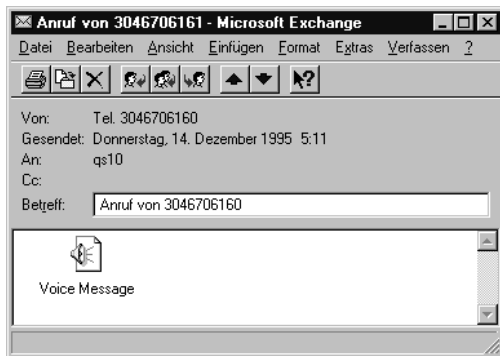 Anruf von 3046706161 - Microsoft Exchange
Datei Bearbeiten Ansicht Einfügen Format Extras Verfassen ?
Von: Tel. 3046706160
Gesendet: Donnerstag, 14. Dezember 1995 5:11
An: qs10
Cc:
Betreff: Anruf von 3046706160
Voice Message